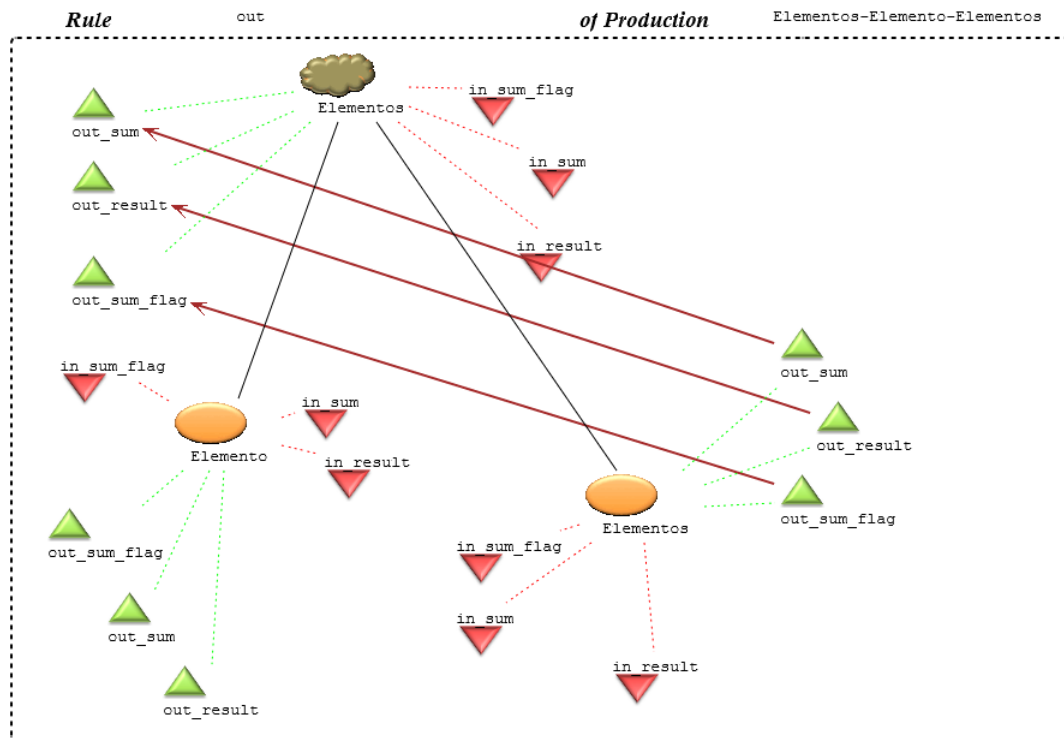 Rule out of Production Elementos-Elemento-Elementos
in_sum_flag
Elementos
out_sum
in_sum
out_result
in_result
out_sum_flag
in_sum_flag
out_sum
in_sum
out_result
Elemento
in_result
out_sum_flag
Elementos
in_sum_flag
out_sum_flag
in_sum
out_sum
in_result
out_result